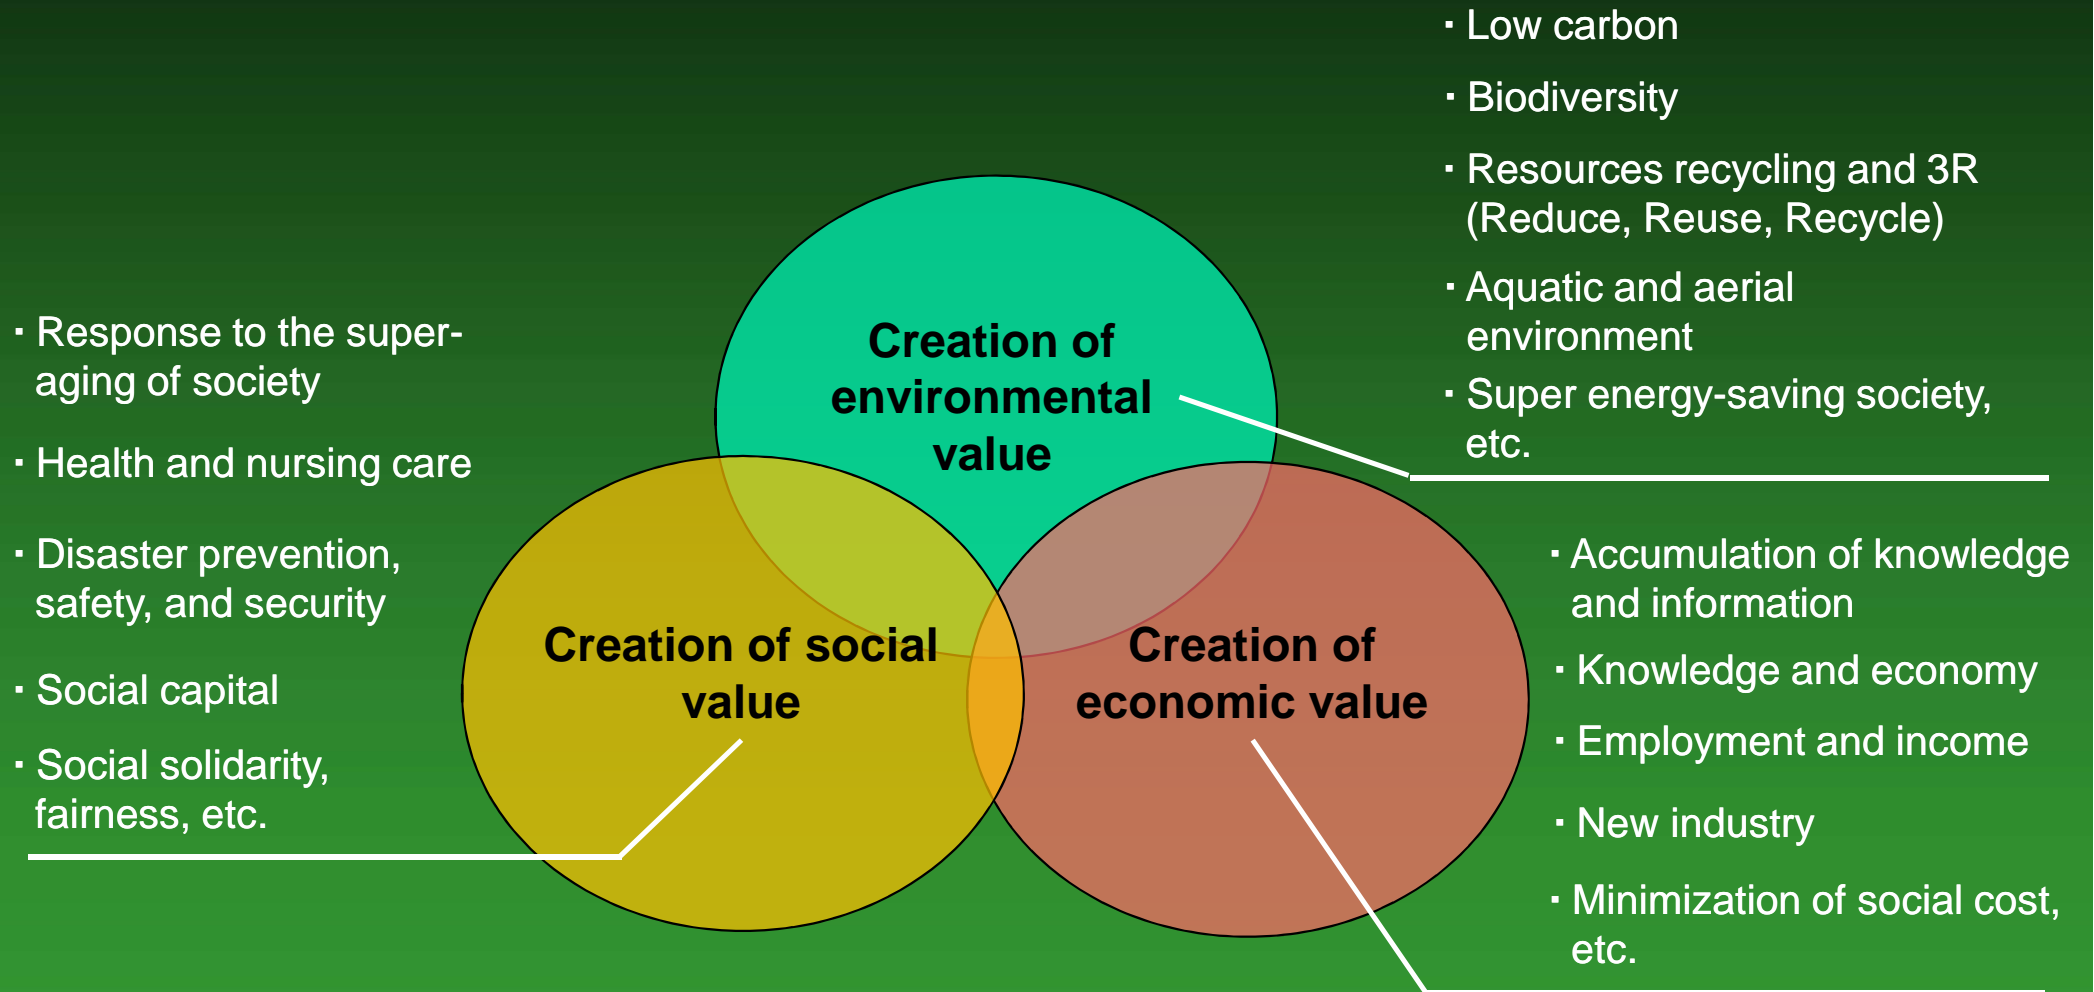 · Low carbon
· Biodiversity
· Resources recycling and 3R
(Reduce, Reuse, Recycle)
· Aquatic and aerial
environment
· Super energy-saving society,
etc.
Creation of
environmental
value
· Response to the super-
aging of society
· Health and nursing care
· Disaster prevention,
safety, and security
· Social capital
· Social solidarity,
fairness, etc.
Creation of social
value
Creation of
economic value
· Accumulation of knowledge
and information
· Knowledge and economy
· Employment and income
· New industry
· Minimization of social cost,
etc.